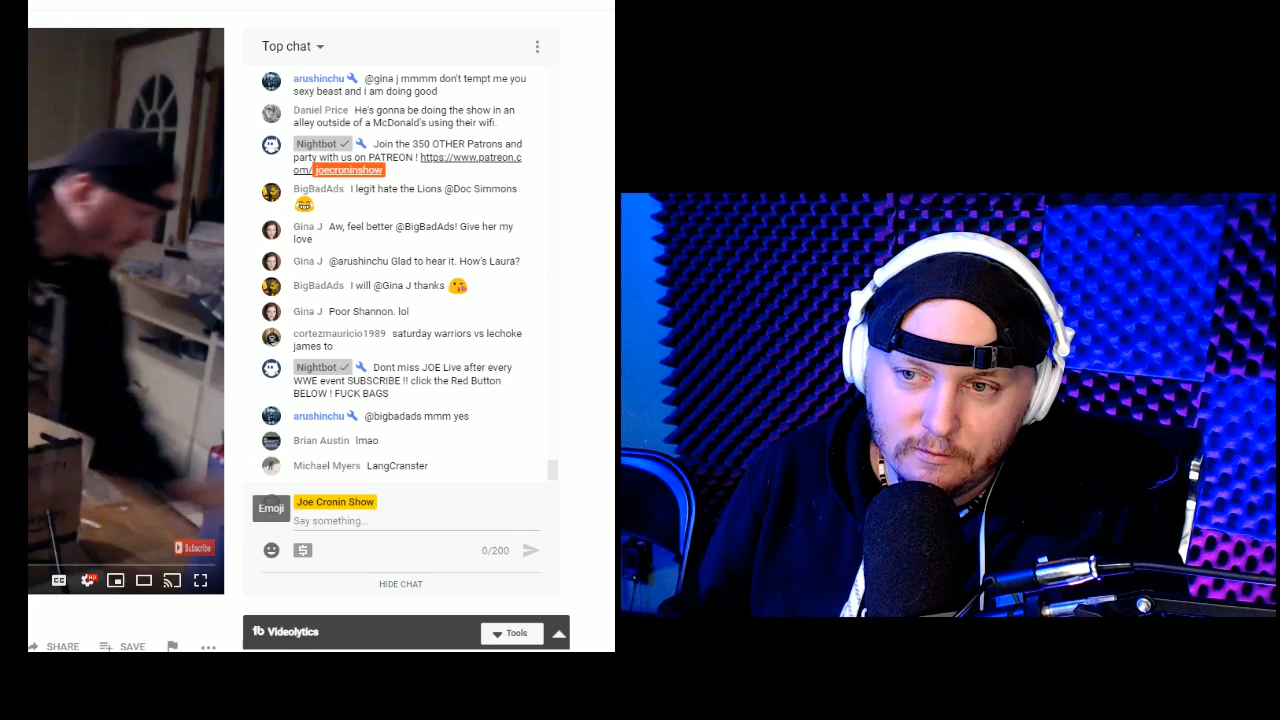 Top chat
arushinchu @gina j mmmm don't tempt me you
sexy beast and i am doing good
Daniel Price He's gonna be doing the show in an
alley outside of a McDonald's using their wifi.
Nightbot Join the 350 OTHER Patrons and
party with us on PATREON ! https://www.patreon.c
om/joecroninshow
BigBadAds I legit hate the Lions @Doc Simmons
Gina J Aw, feel better @BigBadAds! Give her my
love
Gina J @arushinchu Glad to hear it. How's Laura?
BigBadAds I will @Gina J thanks
Gina J Poor Shannon. lol
cortezmauricio1989 saturday warriors vs lechoke
james to
Nightbot Dont miss JOE Live after every
WWE event SUBSCRIBE !! click the Red Button
BELOW ! FUCK BAGS
arushinchu @bigbadads mmm yes
Brian Austin lmao
Michael Myers LangCranster
Emoji Joe Cronin Show
Say something...
0/200
HIDE CHAT
Subscribe
CC HD
Videolytics Tools
SHARE SAVE